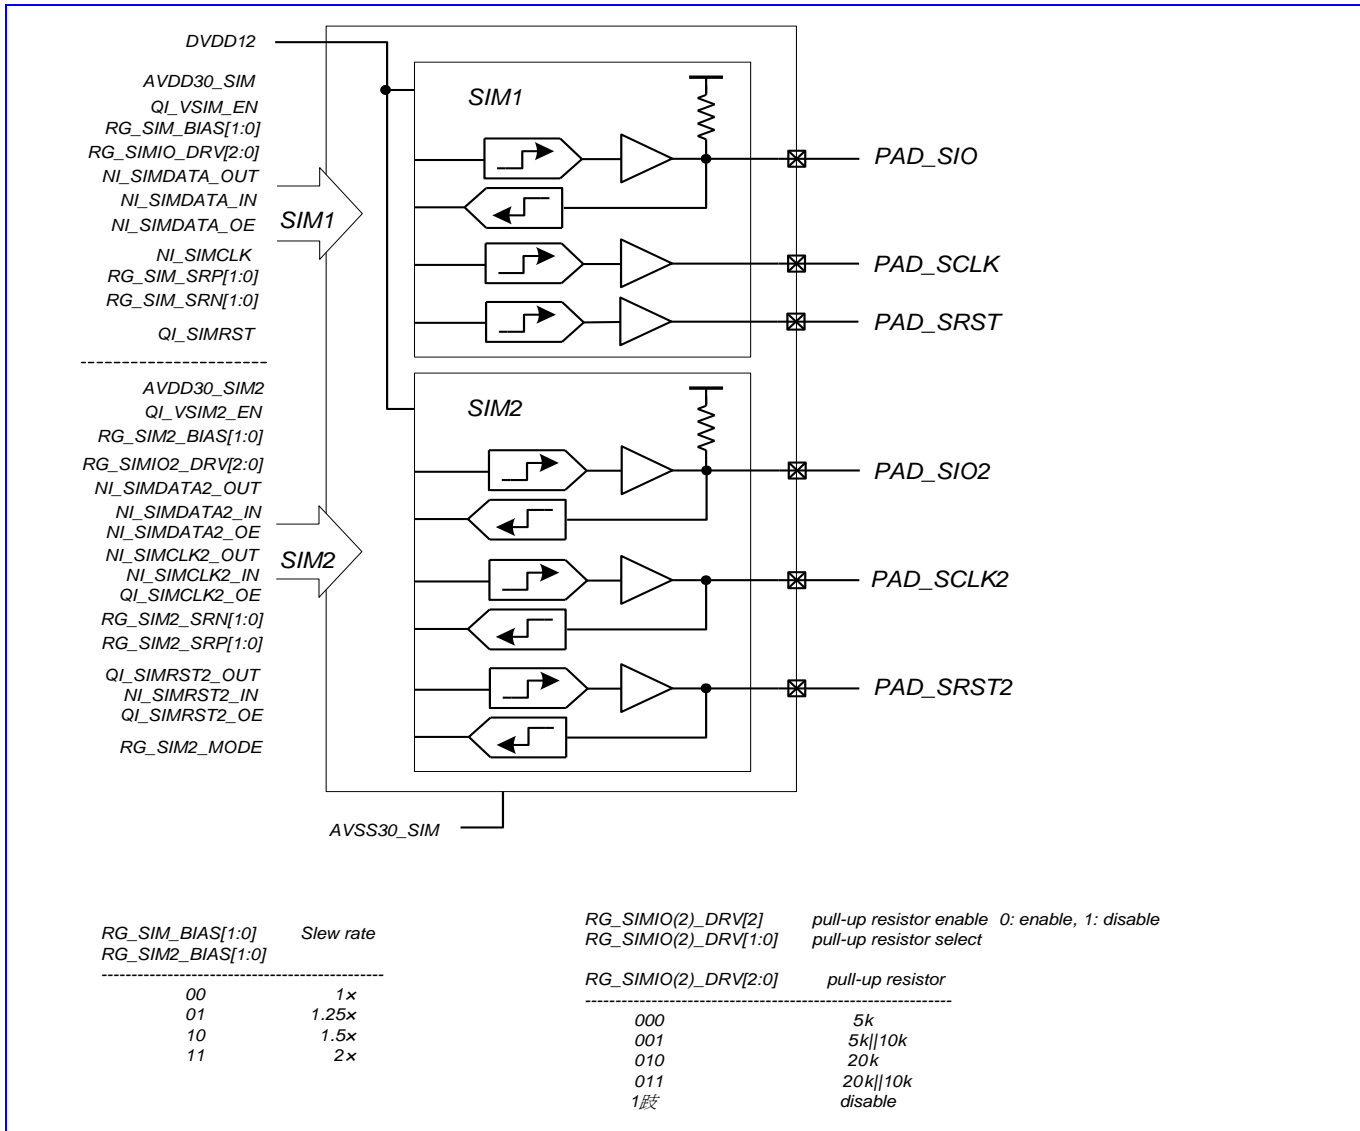 DVDD12
AVDD30_SIM
QI_VSIM_EN
RG_SIM_BIAS[1:0]
RG_SIMIO_DRV[2:0]
NI_SIMDATA_OUT
NI_SIMDATA_IN
NI_SIMDATA_OE
NI_SIMCLK
RG_SIM_SRP[1:0]
RG_SIM_SRN[1:0]
QI_SIMRST
SIM1
SIM1
PAD_SIO
PAD_SCLK
PAD_SRST
-------------------------
AVDD30_SIM2
QI_VSIM2_EN
RG_SIM2_BIAS[1:0]
RG_SIMIO2_DRV[2:0]
NI_SIMDATA2_OUT
NI_SIMDATA2_IN
NI_SIMDATA2_OE
NI_SIMCLK2_OUT
NI_SIMCLK2_IN
QI_SIMCLK2_OE
RG_SIM2_SRN[1:0]
RG_SIM2_SRP[1:0]
QI_SIMRST2_OUT
NI_SIMRST2_IN
QI_SIMRST2_OE
RG_SIM2_MODE
SIM2
SIM2
PAD_SIO2
PAD_SCLK2
PAD_SRST2
AVSS30_SIM
RG_SIM_BIAS[1:0] Slew rate
RG_SIM2_BIAS[1:0]
-----------------------------------------------
00 1×
01 1.25×
10 1.5×
11 2×
RG_SIMIO(2)_DRV[2] pull-up resistor enable 0: enable, 1: disable
RG_SIMIO(2)_DRV[1:0] pull-up resistor select
RG_SIMIO(2)_DRV[2:0] pull-up resistor
-------------------------------------------------------------
000 5k
001 5k||10k
010 20k
011 20k||10k
1跤 disable